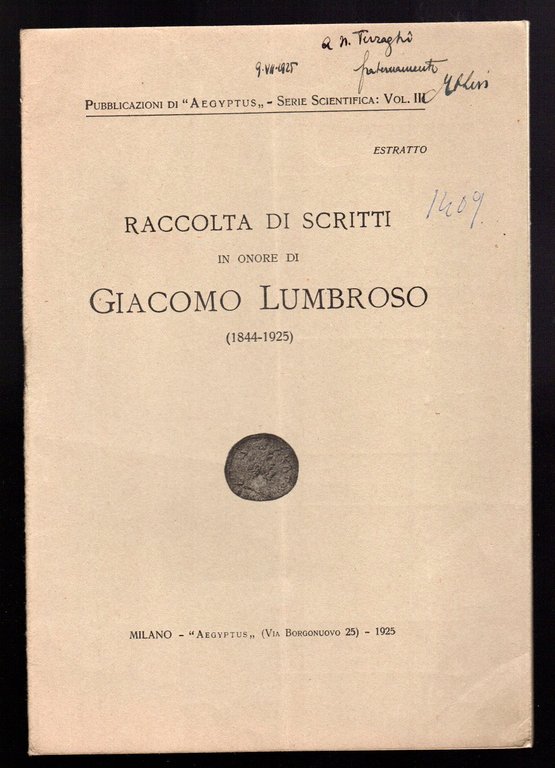 a N. Terzaghi
9·VII·1925
fraternamente
PUBBLICAZIONI DI "AEGYPTUS„ - SERIE SCIENTIFICA: VOL. III
ESTRATTO
1409
RACCOLTA DI SCRITTI
IN ONORE DI
GIACOMO LUMBROSO
(1844-1925)
MILANO - "AEGYPTUS„ (VIA BORGONUOVO 25) - 1925